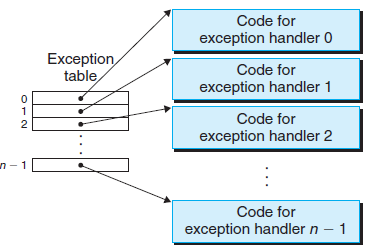 Code for
exception handler 0
Exception
table
Code for
exception handler 1
0
1
2
Code for
exception handler 2
n – 1
Code for
exception handler n – 1